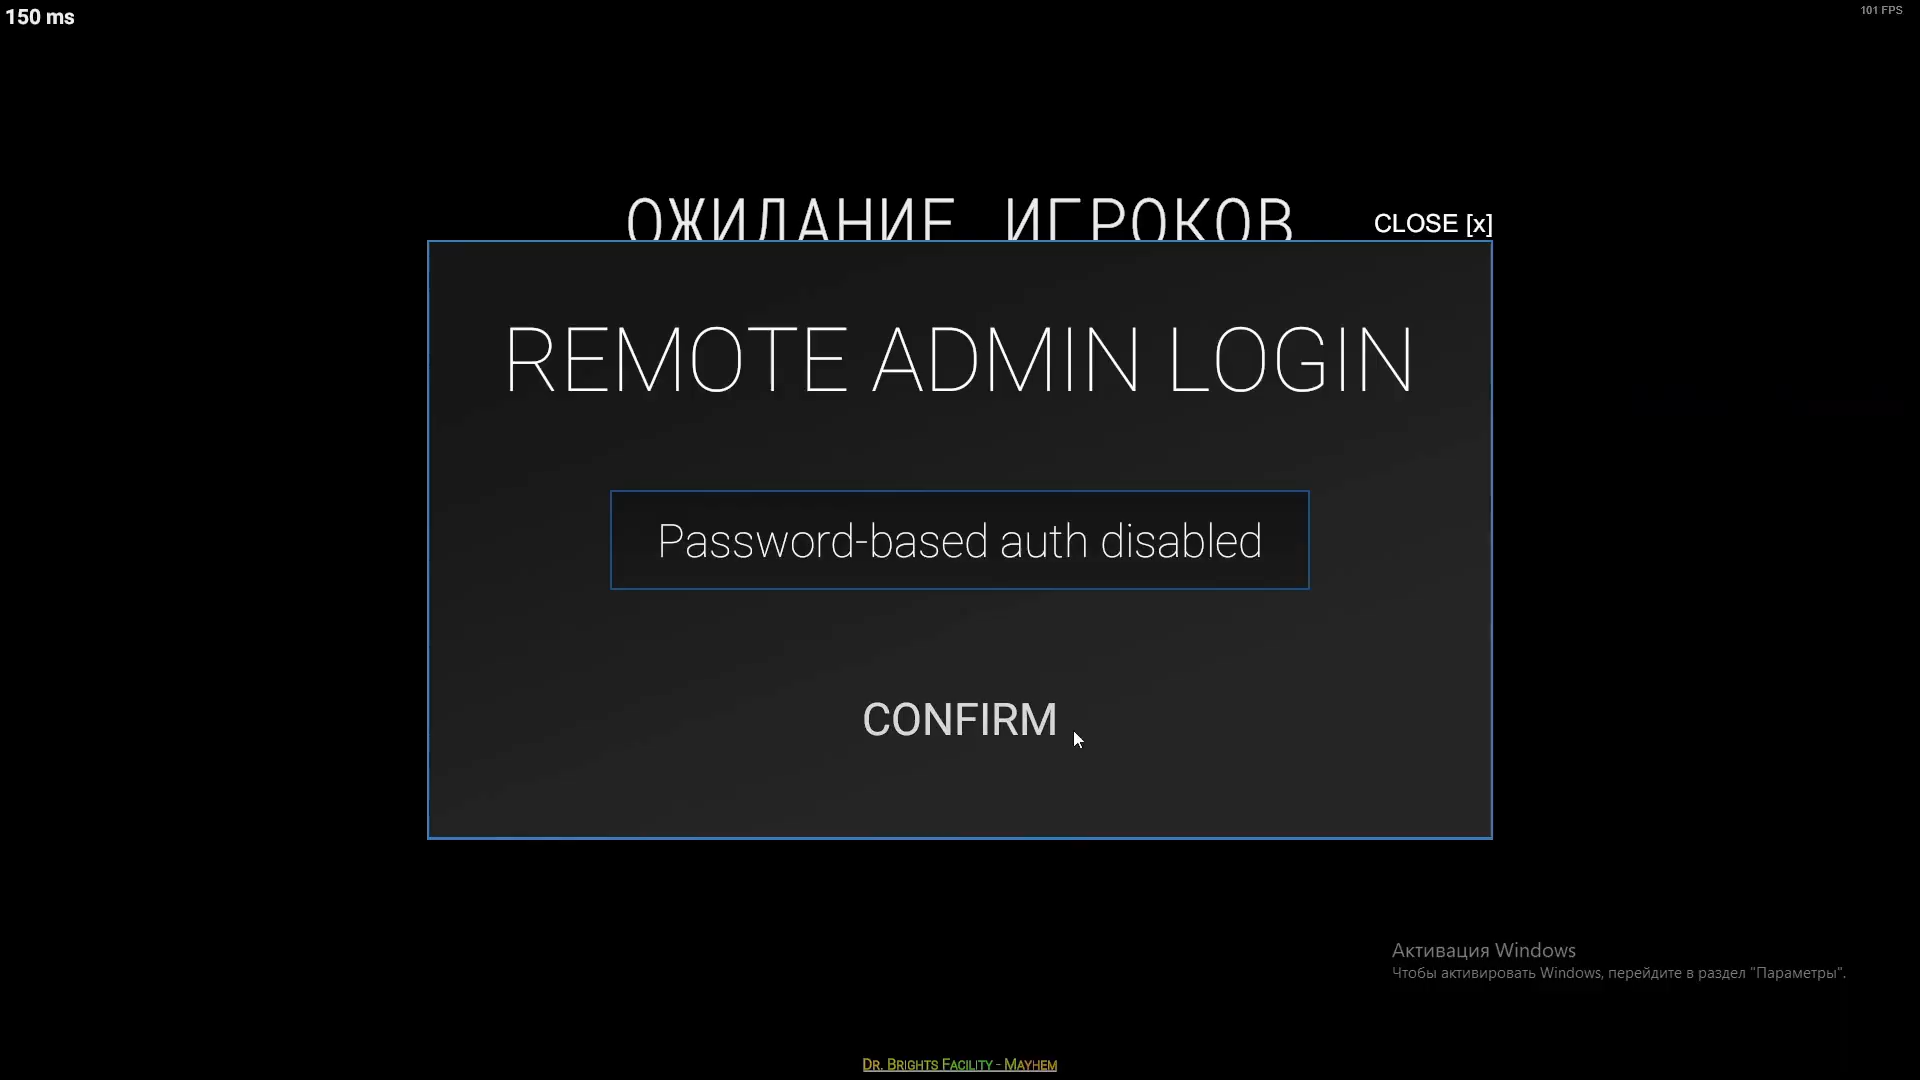 150 ms
101 FPS
ОЖИДАНИЕ ИГРОКОВ
CLOSE [x]
REMOTE ADMIN LOGIN
Password-based auth disabled
CONFIRM
Активация Windows
Чтобы активировать Windows, перейдите в раздел "Параметры".
DR. BRIGHTS FACILITY - MAYHEM